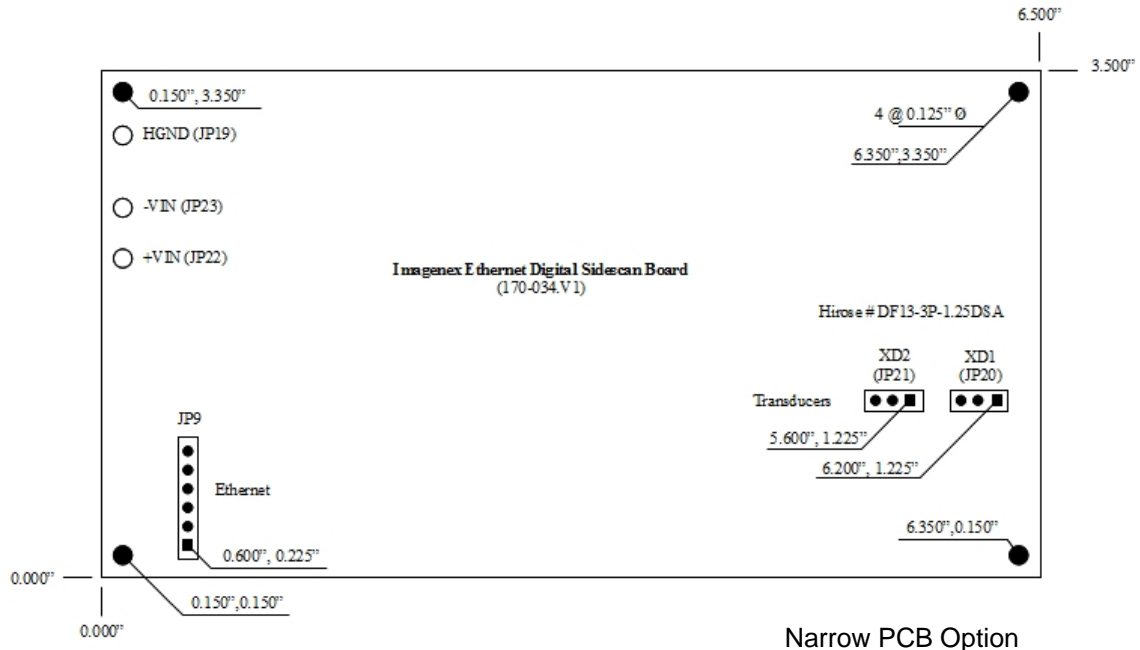 6.500”
3.500”
0.150”, 3.350”
4 @ 0.125” Ø
HGND (JP19)
6.350”,3.350”
-VIN (JP23)
+VIN (JP22)
Imagenex Ethernet Digital Sidescan Board
(170-034.V1)
Hirose # DF13-3P-1.25DSA
XD2
(JP21)
XD1
(JP20)
Transducers
JP9
5.600”, 1.225”
6.200”, 1.225”
Ethernet
6.350”,0.150”
0.600”, 0.225”
0.000”
0.150”,0.150”
0.000”
Narrow PCB Option